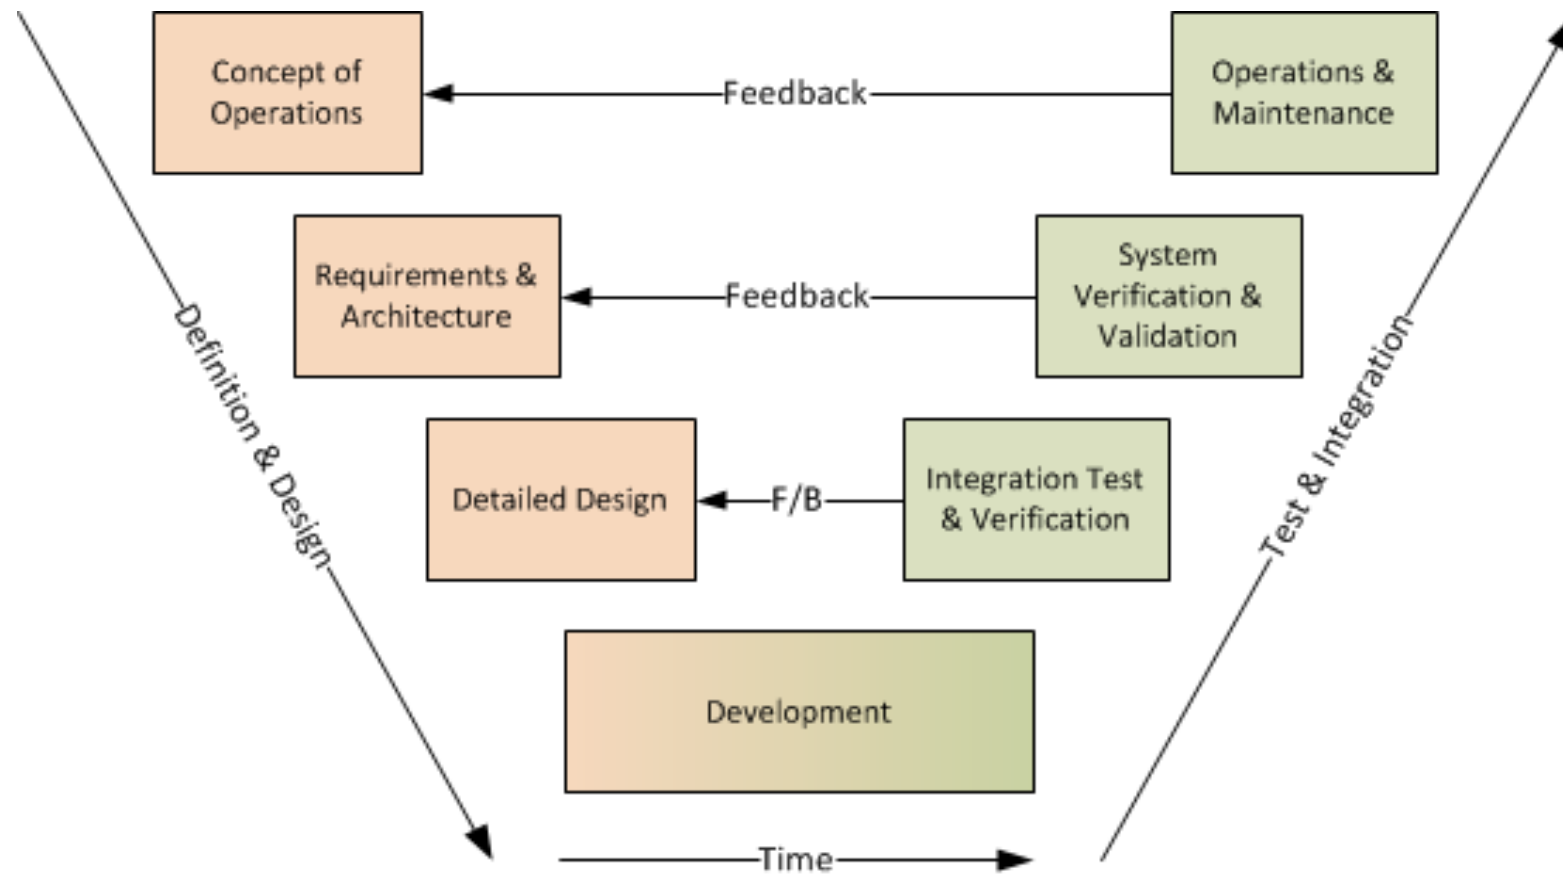 Concept of
Operations
Feedback
Operations &
Maintenance
Requirements &
Architecture
Feedback
System
Verification &
Validation
Definition & Design
Test & Integration
Detailed Design
F/B
Integration Test
& Verification
Development
Time